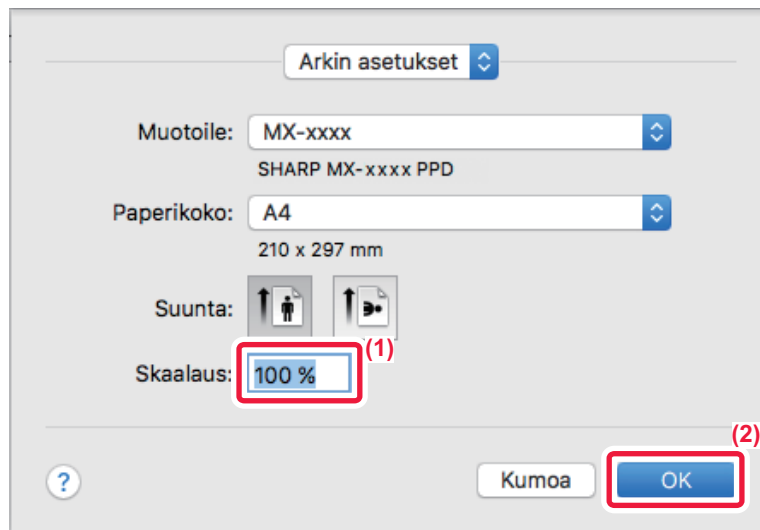 Arkin asetukset
Muotoile: MX-xxxx
SHARP MX-xxxx PPD
Paperikoko: A4
210 x 297 mm
Suunta:
(1)
Skaalaus: 100 %
(2)
? Kumoa OK